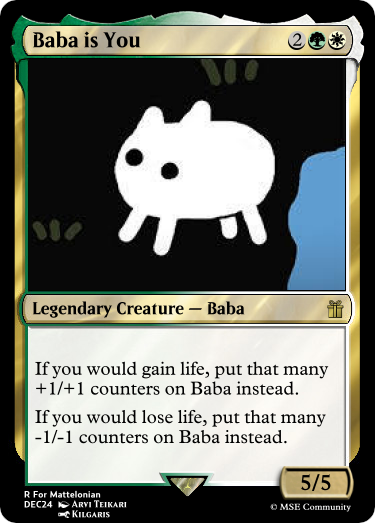 Baba is You 2
Legendary Creature — Baba
If you would gain life, put that many
+1/+1 counters on Baba instead.
If you would lose life, put that many
-1/-1 counters on Baba instead.
5/5
R For Mattelonian
DEC24 Aryi Teikari
Kilgaris
© MSE Community